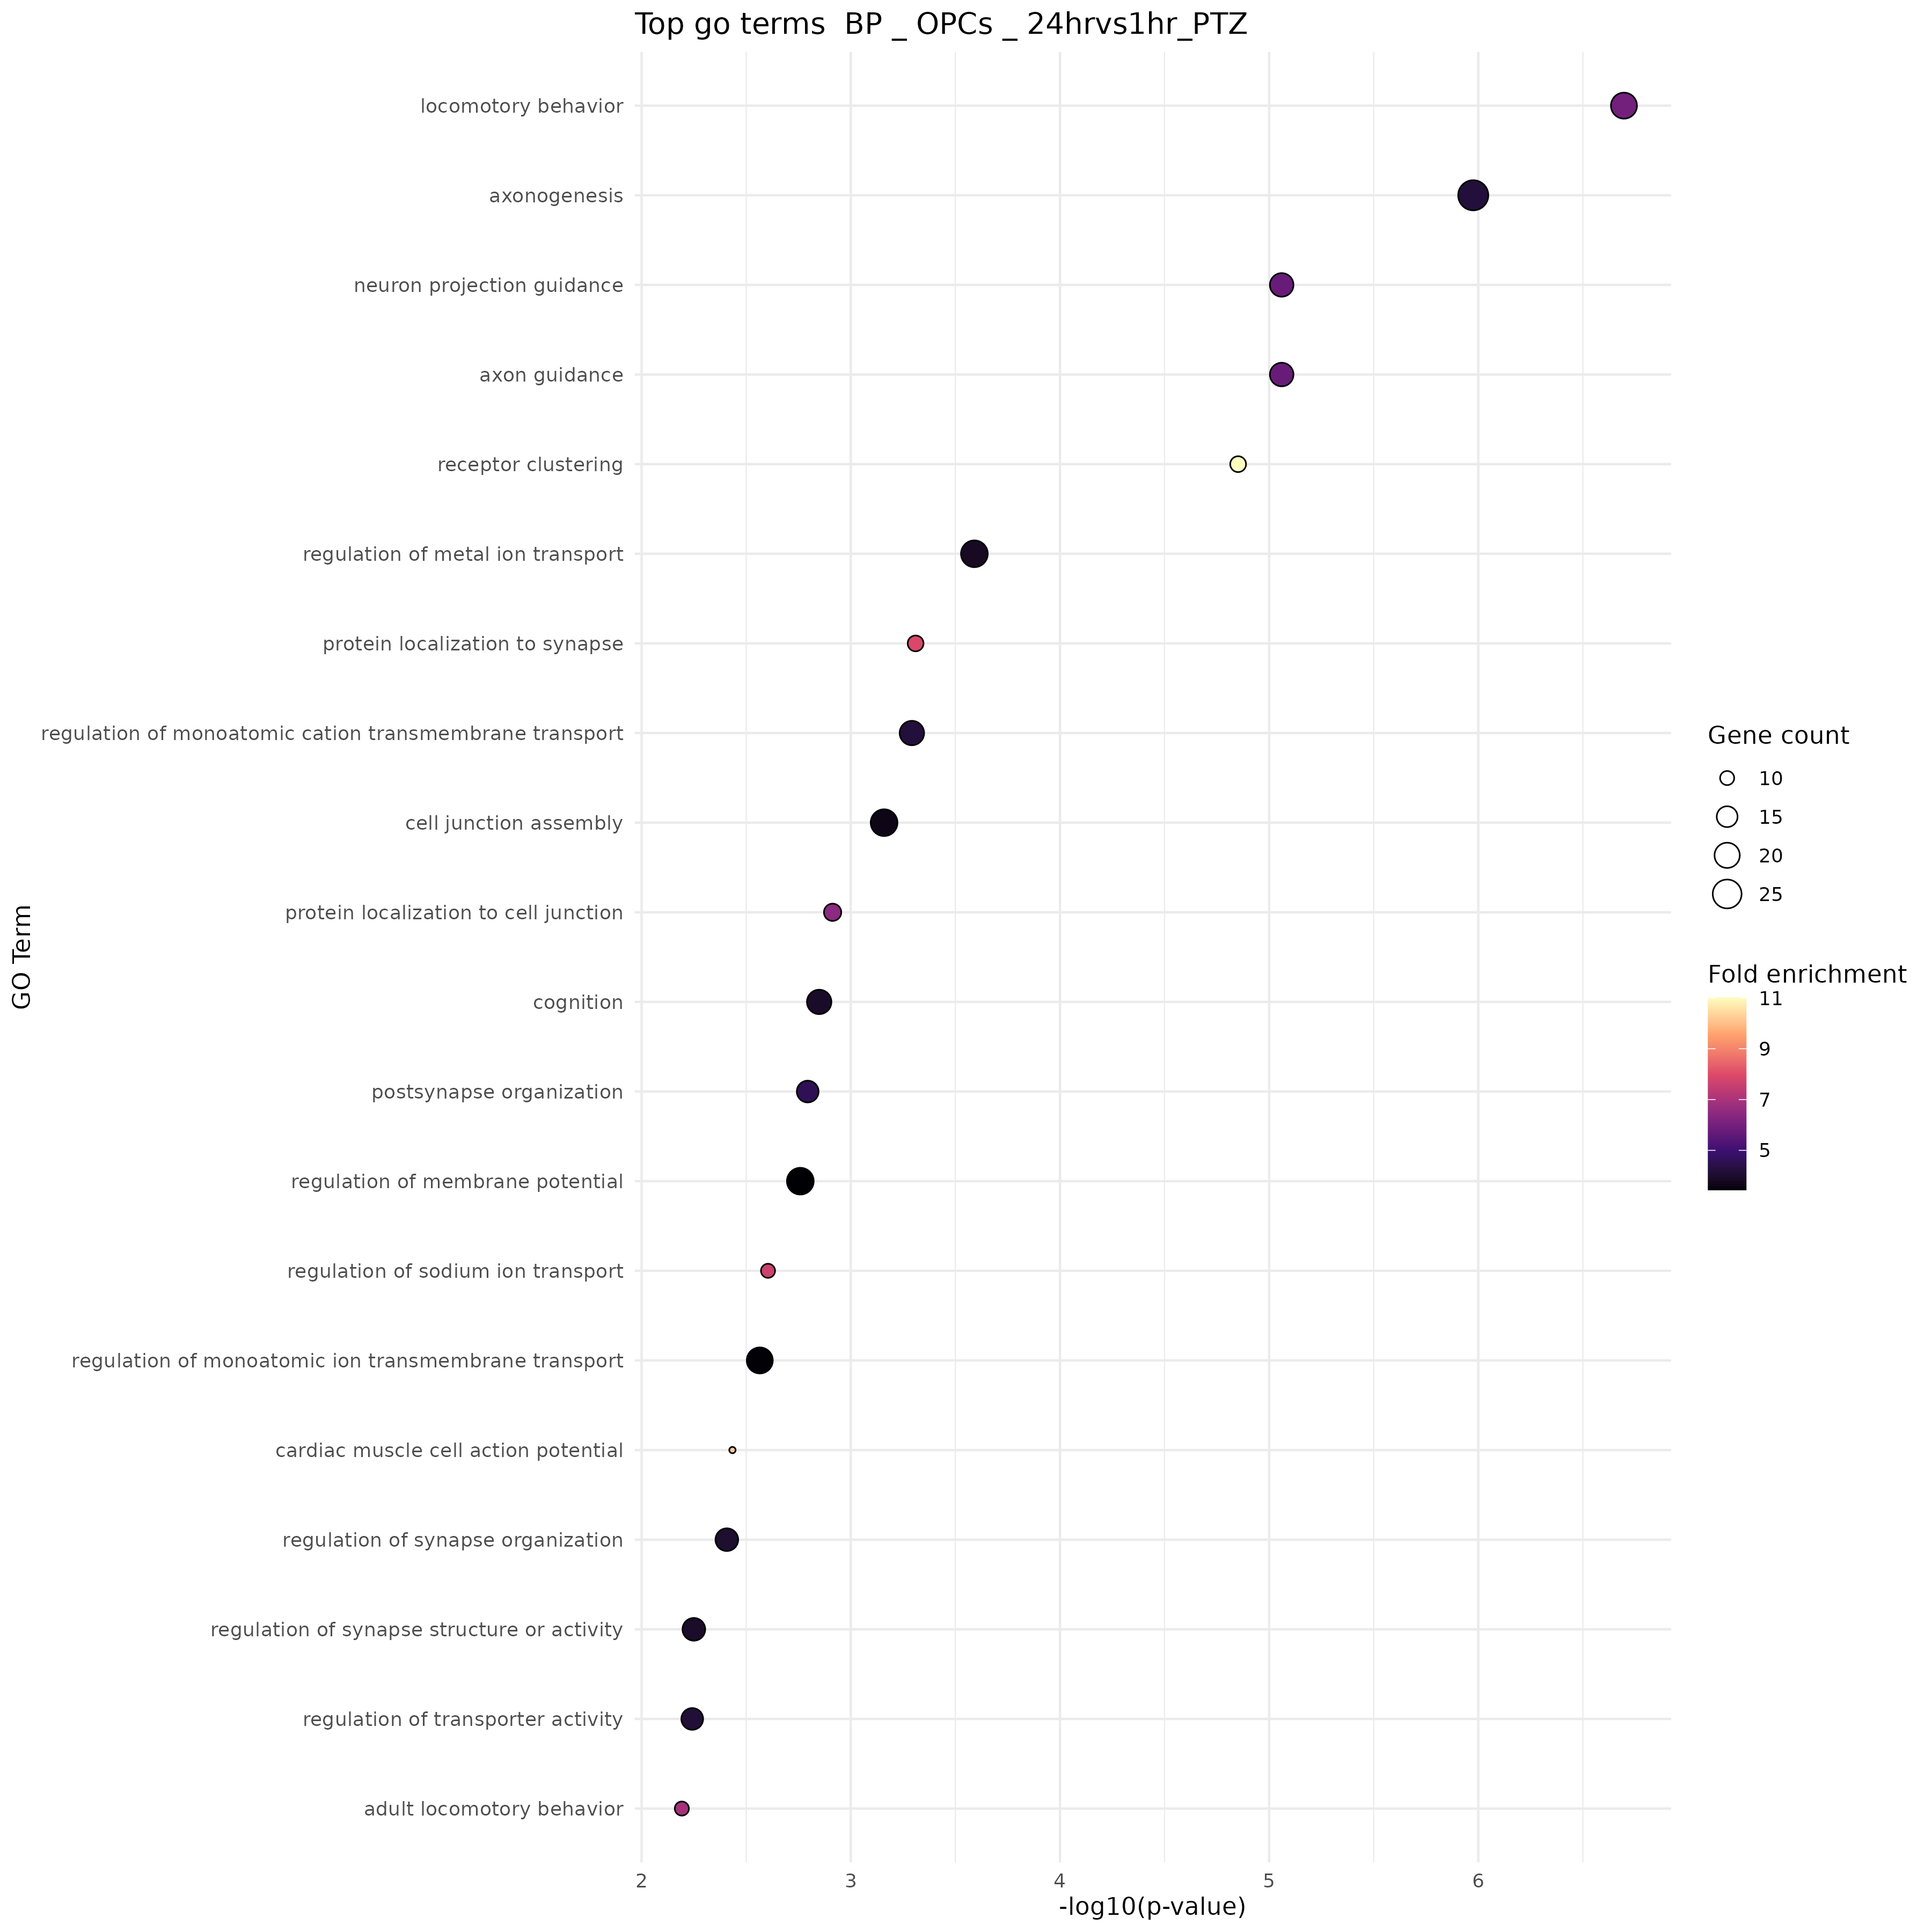 Top go terms  BP _ OPCs _ 24hrvs1hr_PTZ
locomotory behavior
axonogenesis
neuron projection guidance
axon guidance
receptor clustering
regulation of metal ion transport
protein localization to synapse
regulation of monoatomic cation transmembrane transport
cell junction assembly
protein localization to cell junction
cognition
postsynapse organization
regulation of membrane potential
regulation of sodium ion transport
regulation of monoatomic ion transmembrane transport
cardiac muscle cell action potential
regulation of synapse organization
regulation of synapse structure or activity
regulation of transporter activity
adult locomotory behavior
GO Term
2 3 4 5 6
-log10(p-value)
Gene count
10
15
20
25
Fold enrichment
11
9
7
5